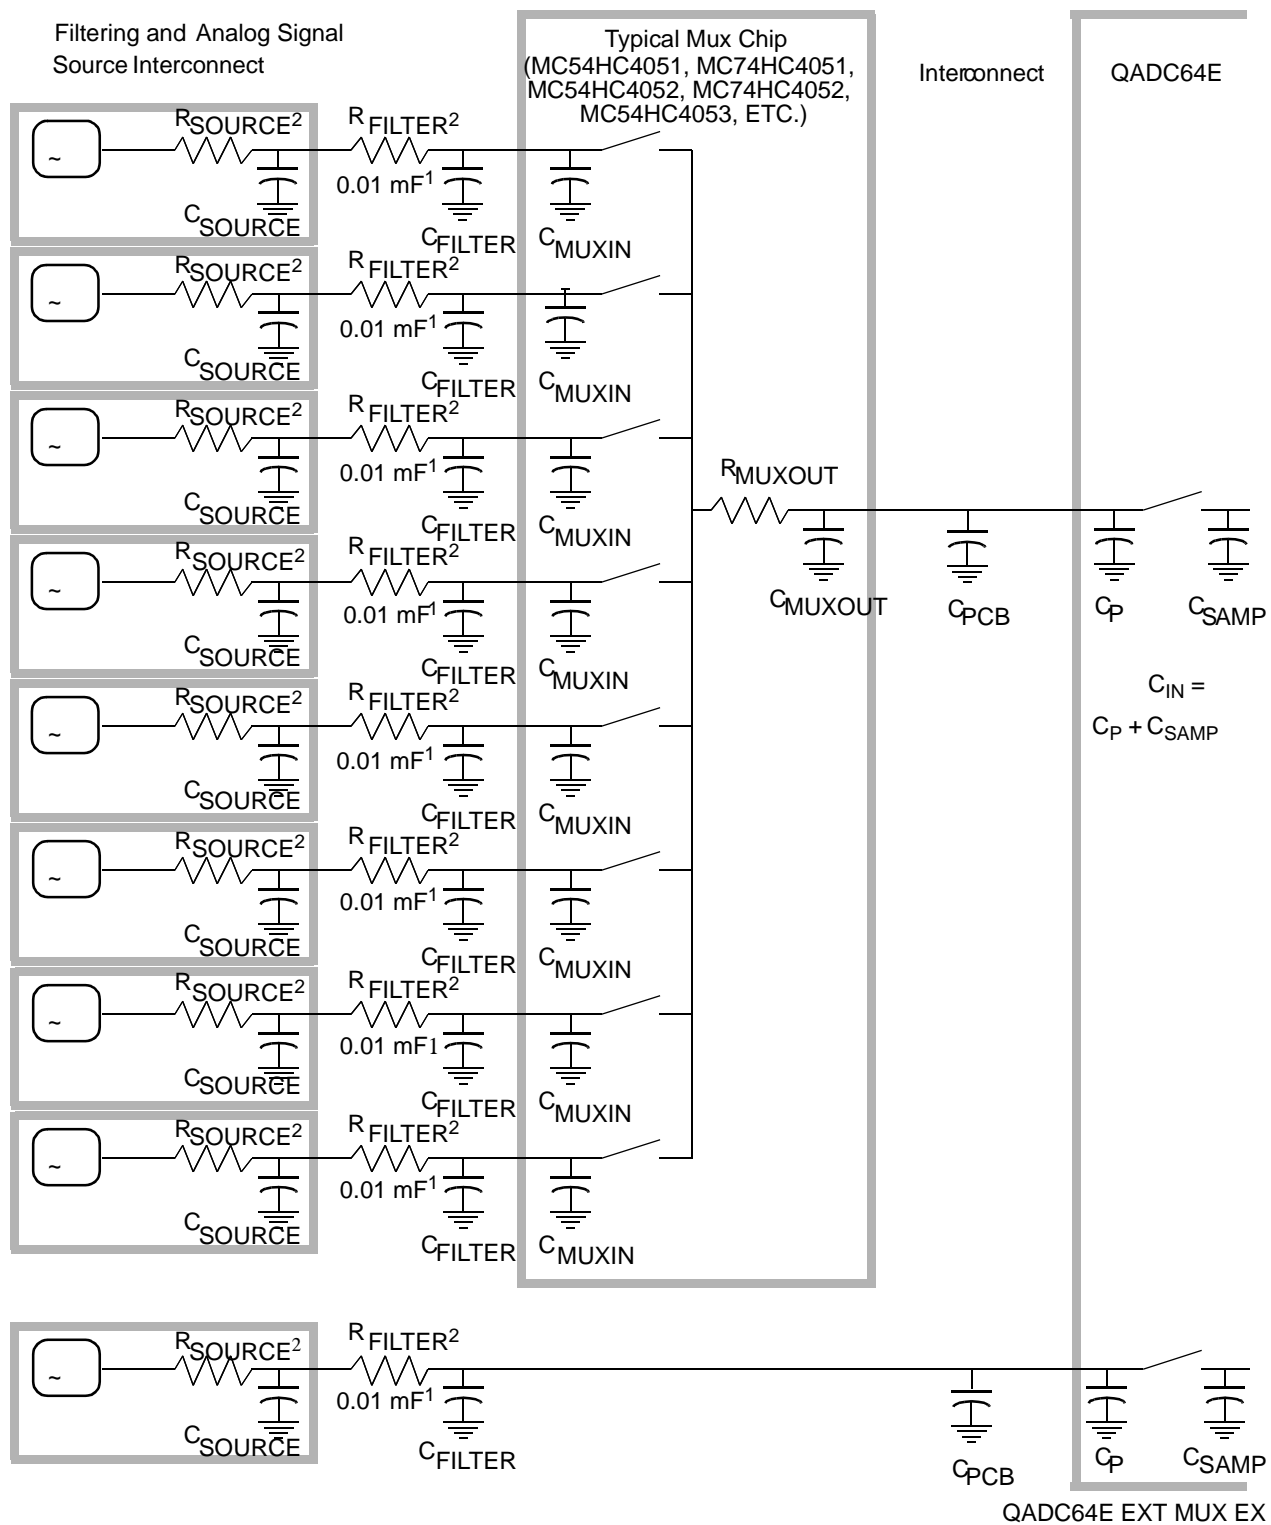 Filtering and Analog Signal
Source Interconnect
Typical Mux Chip
(MC54HC4051, MC74HC4051,
MC54HC4052, MC74HC4052,
MC54HC4053, ETC.)
Interconnect
QADC64E
RSOURCE2
RFILTER2
0.01 mF1
CSOURCE
CFILTER
CMUXIN
RSOURCE2
RFILTER2
0.01 mF1
CSOURCE
CFILTER
CMUXIN
RSOURCE2
RFILTER2
0.01 mF1
CSOURCE
CFILTER
CMUXIN
RMUXOUT
RSOURCE2
RFILTER2
0.01 mF1
CSOURCE
CFILTER
CMUXIN
CMUXOUT
CPCB
CP
CSAMP
CIN =
CP + CSAMP
RSOURCE2
RFILTER2
0.01 mF1
CSOURCE
CFILTER
CMUXIN
RSOURCE2
RFILTER2
0.01 mF1
CSOURCE
CFILTER
CMUXIN
RSOURCE2
RFILTER2
0.01 mF1
CSOURCE
CFILTER
CMUXIN
RSOURCE2
RFILTER2
0.01 mF1
CSOURCE
CFILTER
CMUXIN
RSOURCE2
RFILTER2
0.01 mF1
CSOURCE
CFILTER
CPCB
CP
CSAMP
QADC64E EXT MUX EX
~
~
~
~
~
~
~
~
~